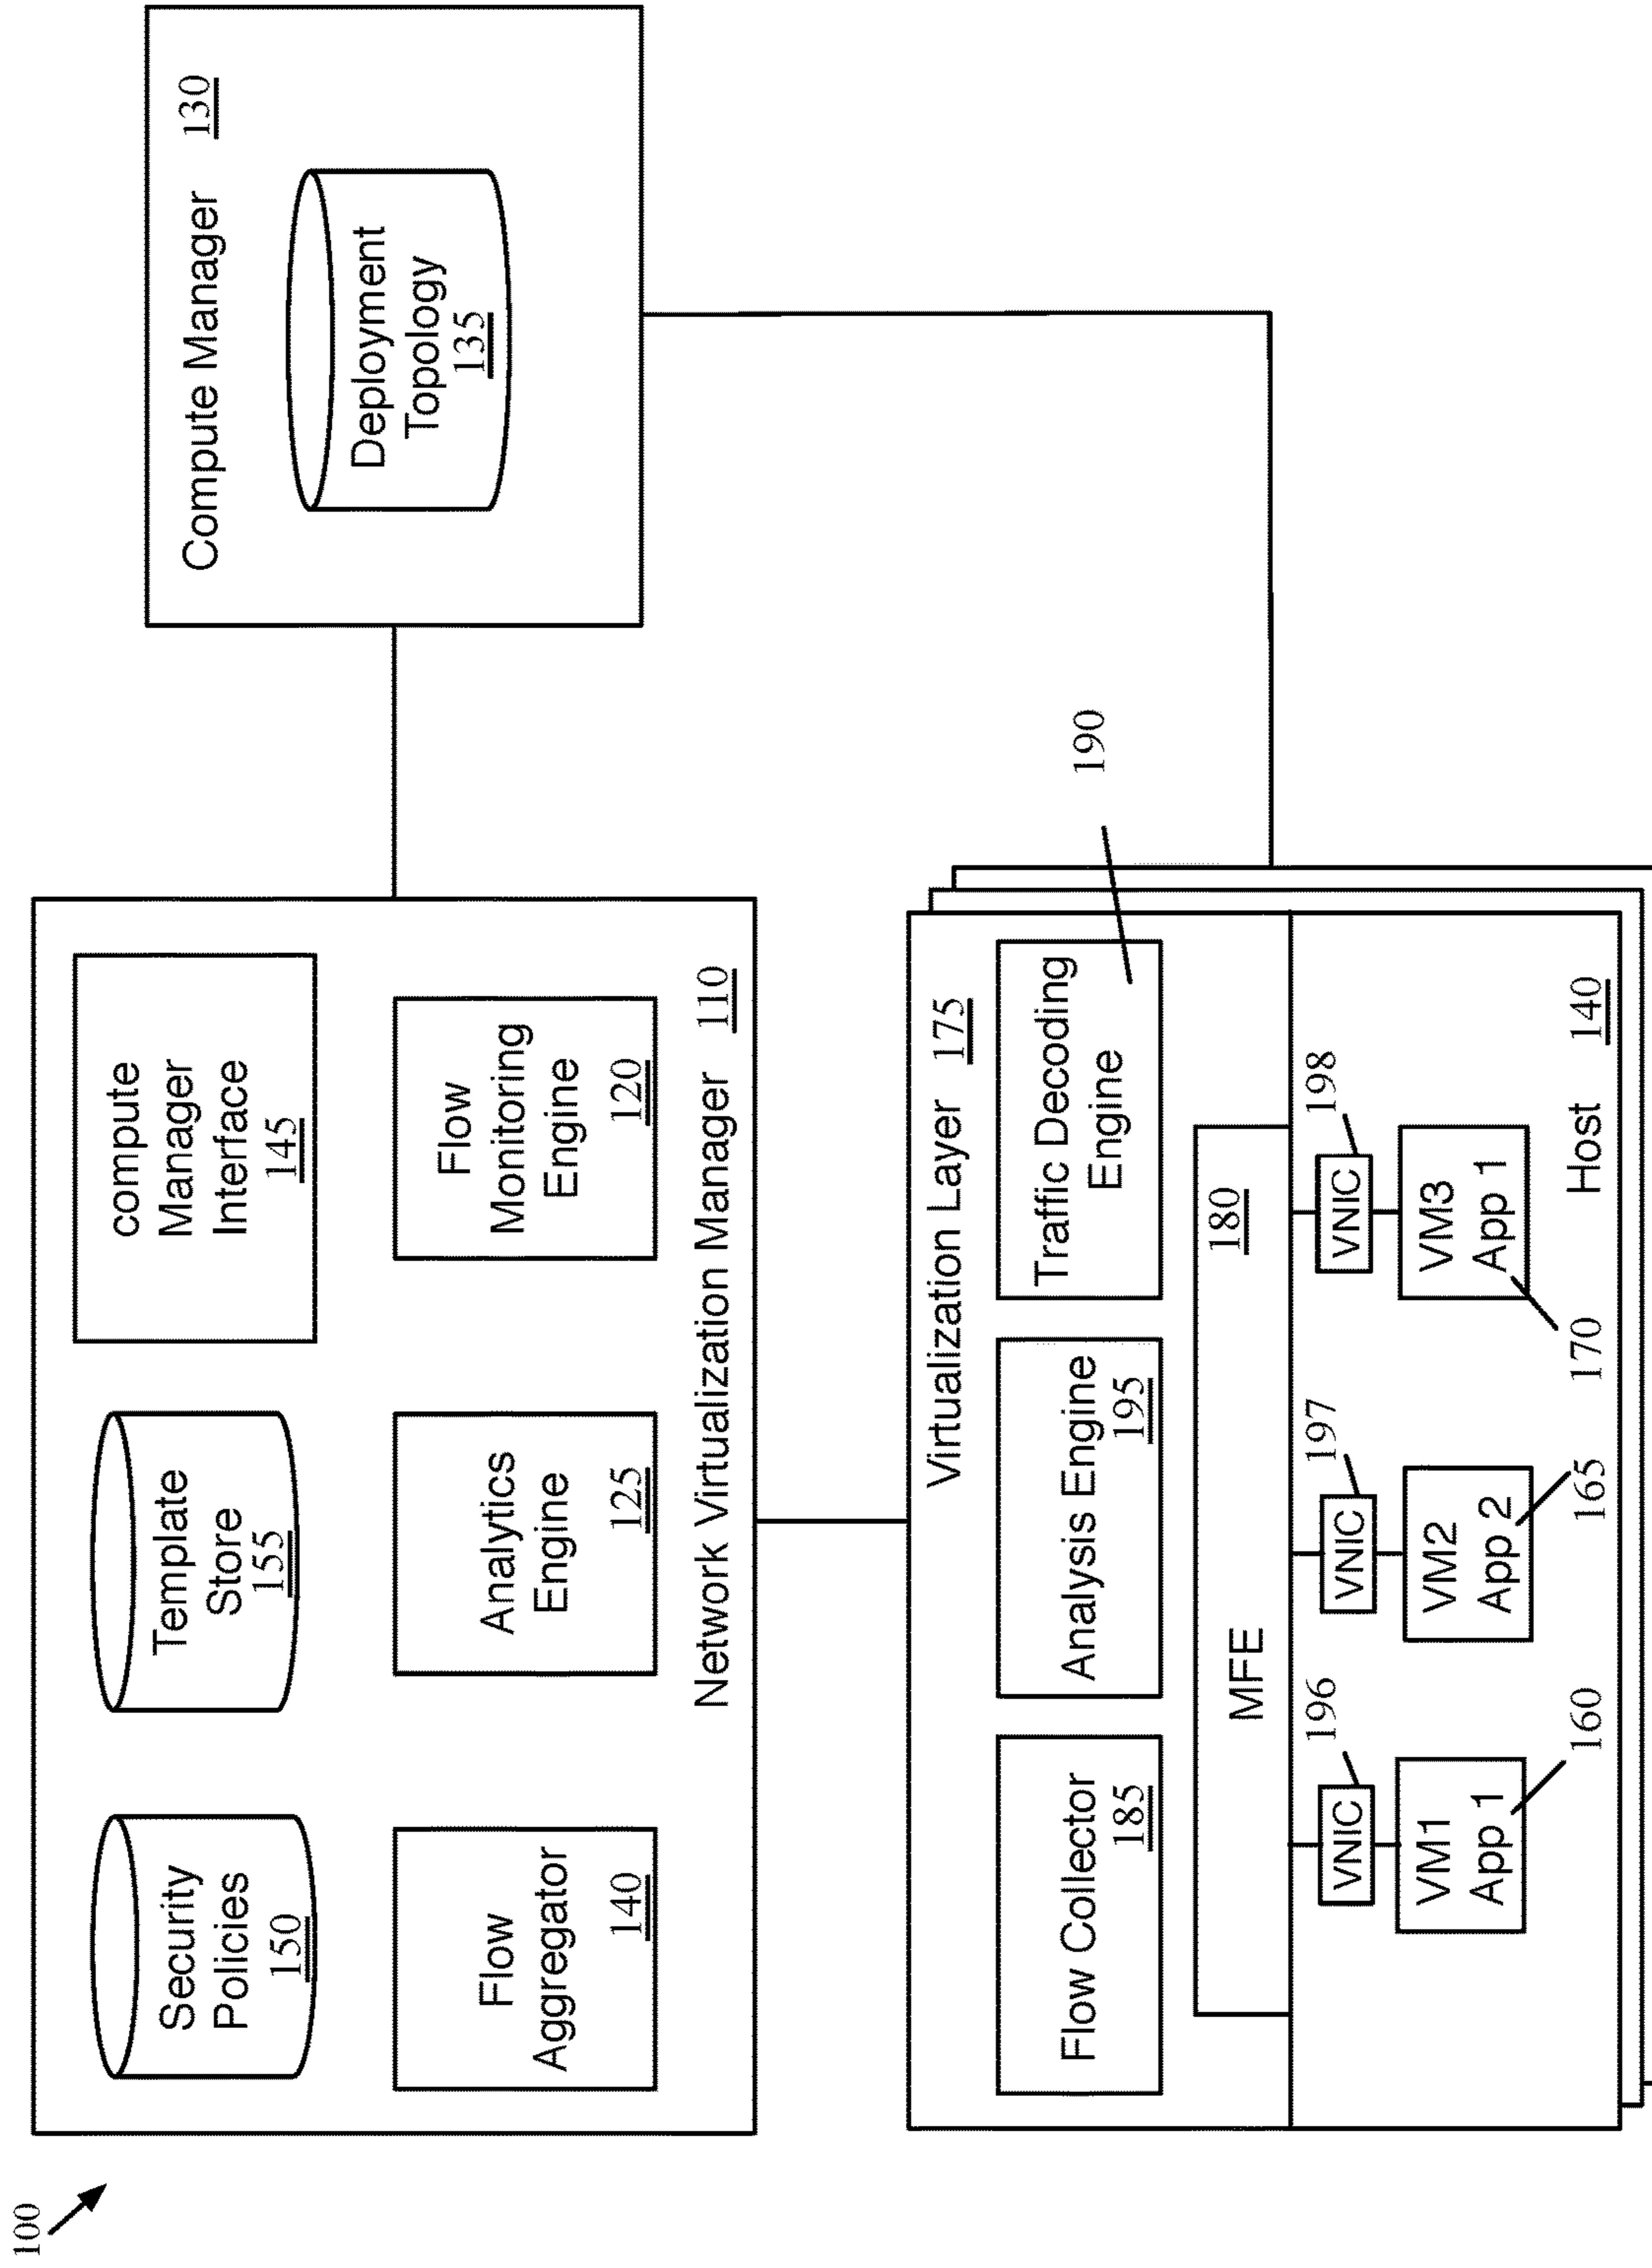 100
Security
Policies
150
Template
Store
155
compute
Manager
Interface
145
Flow
Aggregator
140
Analytics
Engine
125
Flow
Monitoring
Engine
120
Network Virtualization Manager 110
Compute Manager 130
Deployment
Topology
135
Virtualization Layer 175
Flow Collector
185
Analysis Engine
195
Traffic Decoding
Engine
190
MFE
180
VNIC
196
VNIC
197
VNIC
198
VM1
App 1
160
VM2
App 2
165
VM3
App 1
170
Host 140